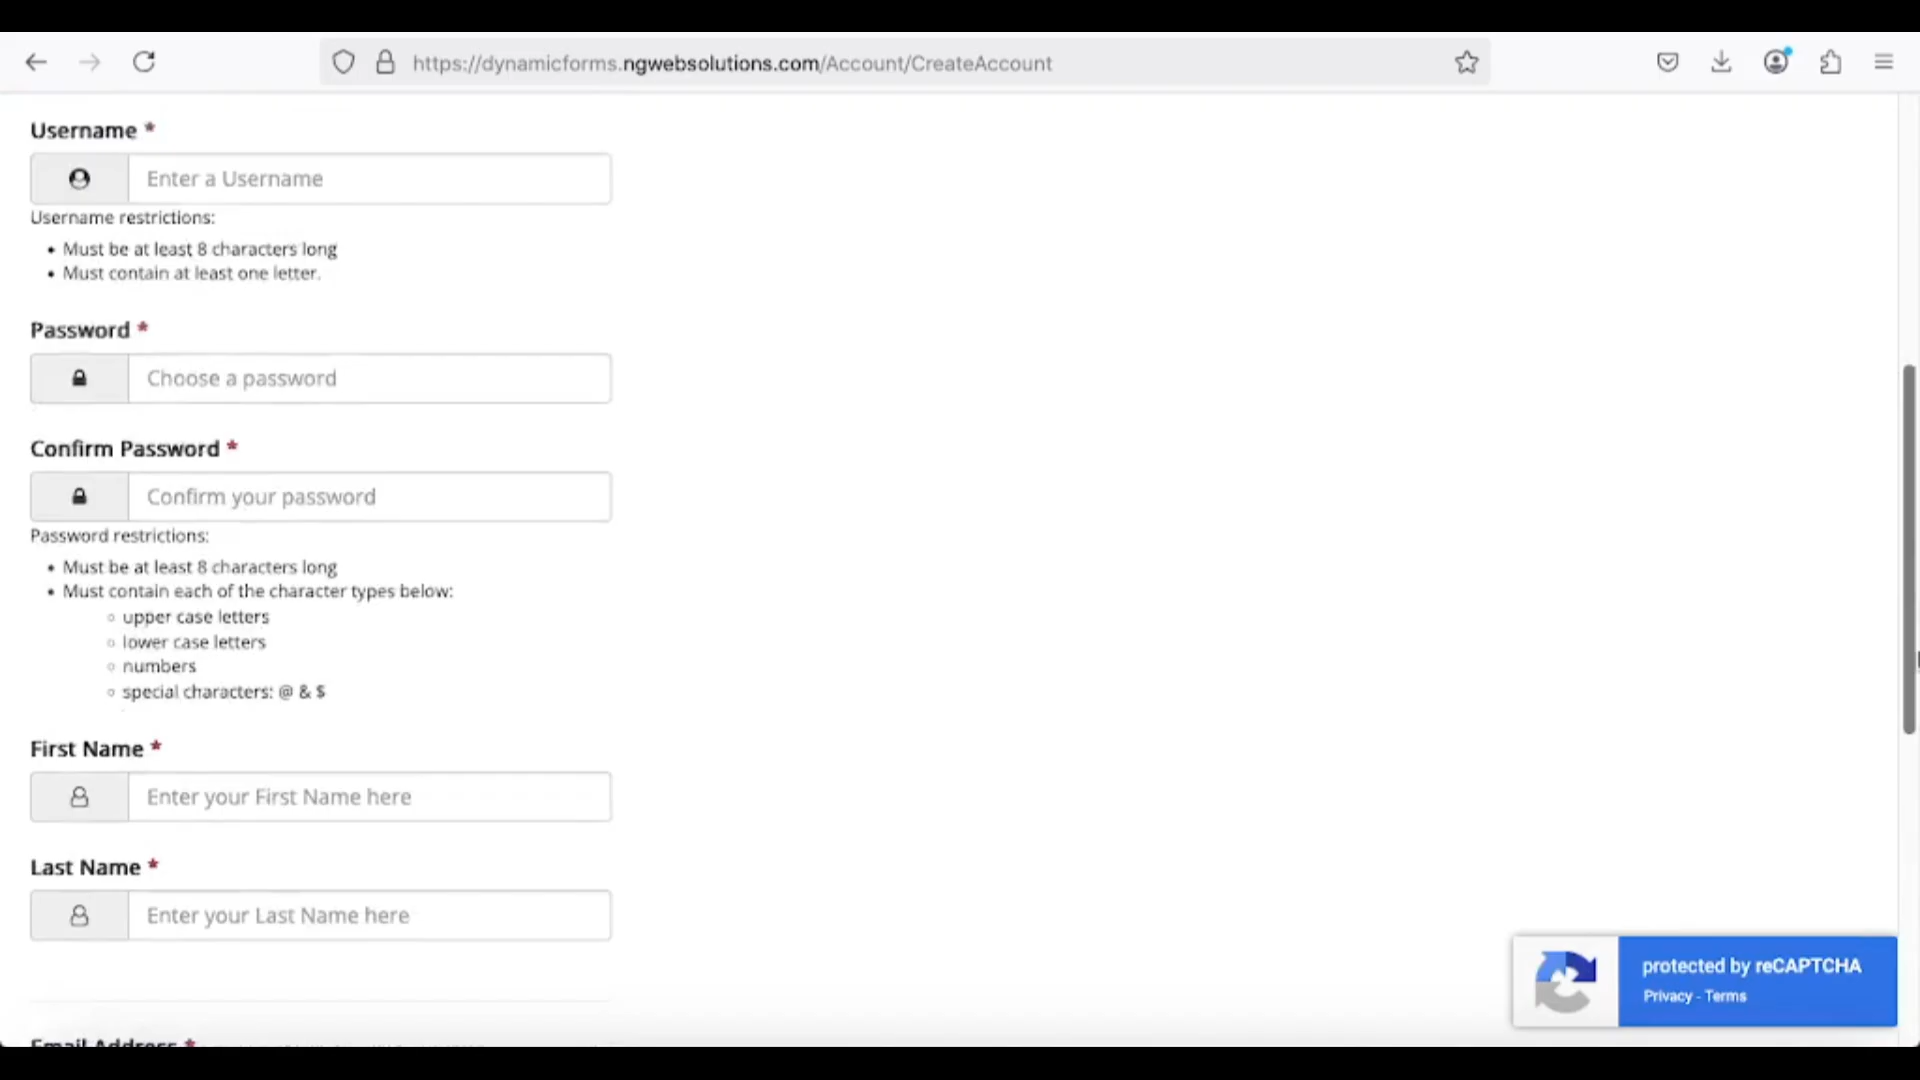 https://dynamicforms.ngwebsolutions.com/Account/CreateAccount
Username *
Enter a Username
Username restrictions:
• Must be at least 8 characters long
• Must contain at least one letter.
Password *
Choose a password
Confirm Password *
Confirm your password
Password restrictions:
• Must be at least 8 characters long
• Must contain each of the character types below:
○ upper case letters
○ lower case letters
○ numbers
○ special characters: @ & $
First Name *
Enter your First Name here
Last Name *
Enter your Last Name here
protected by reCAPTCHA
Privacy - Terms
Email Address *